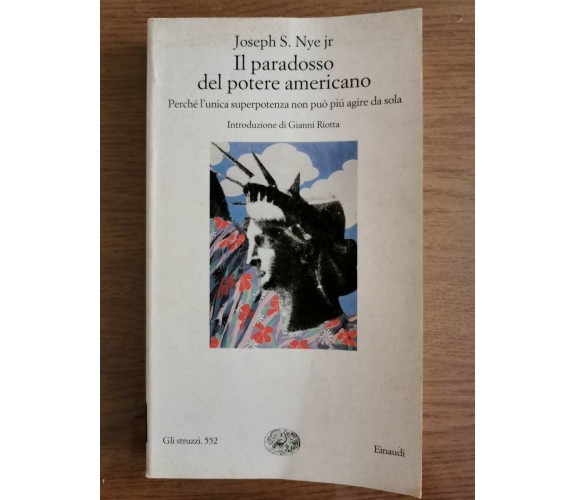 Joseph S. Nye jr
Il paradosso
del potere americano
Perché l'unica superpotenza non può piú agire da sola
Introduzione di Gianni Riotta
Gli struzzi. 552
Einaudi